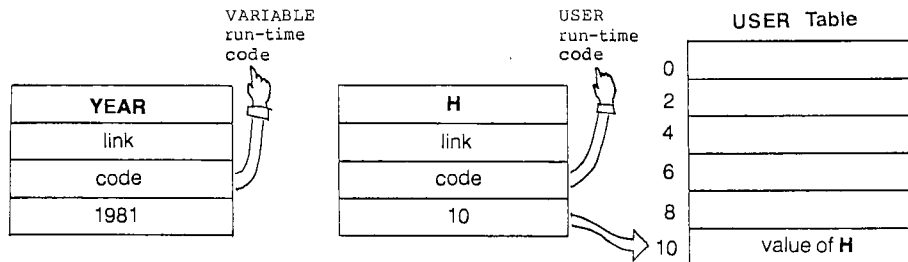 VARIABLE
run-time
code
USER
run-time
code
USER Table
YEAR
link
code
1981
H
link
code
10
0
2
4
6
8
10
value of H